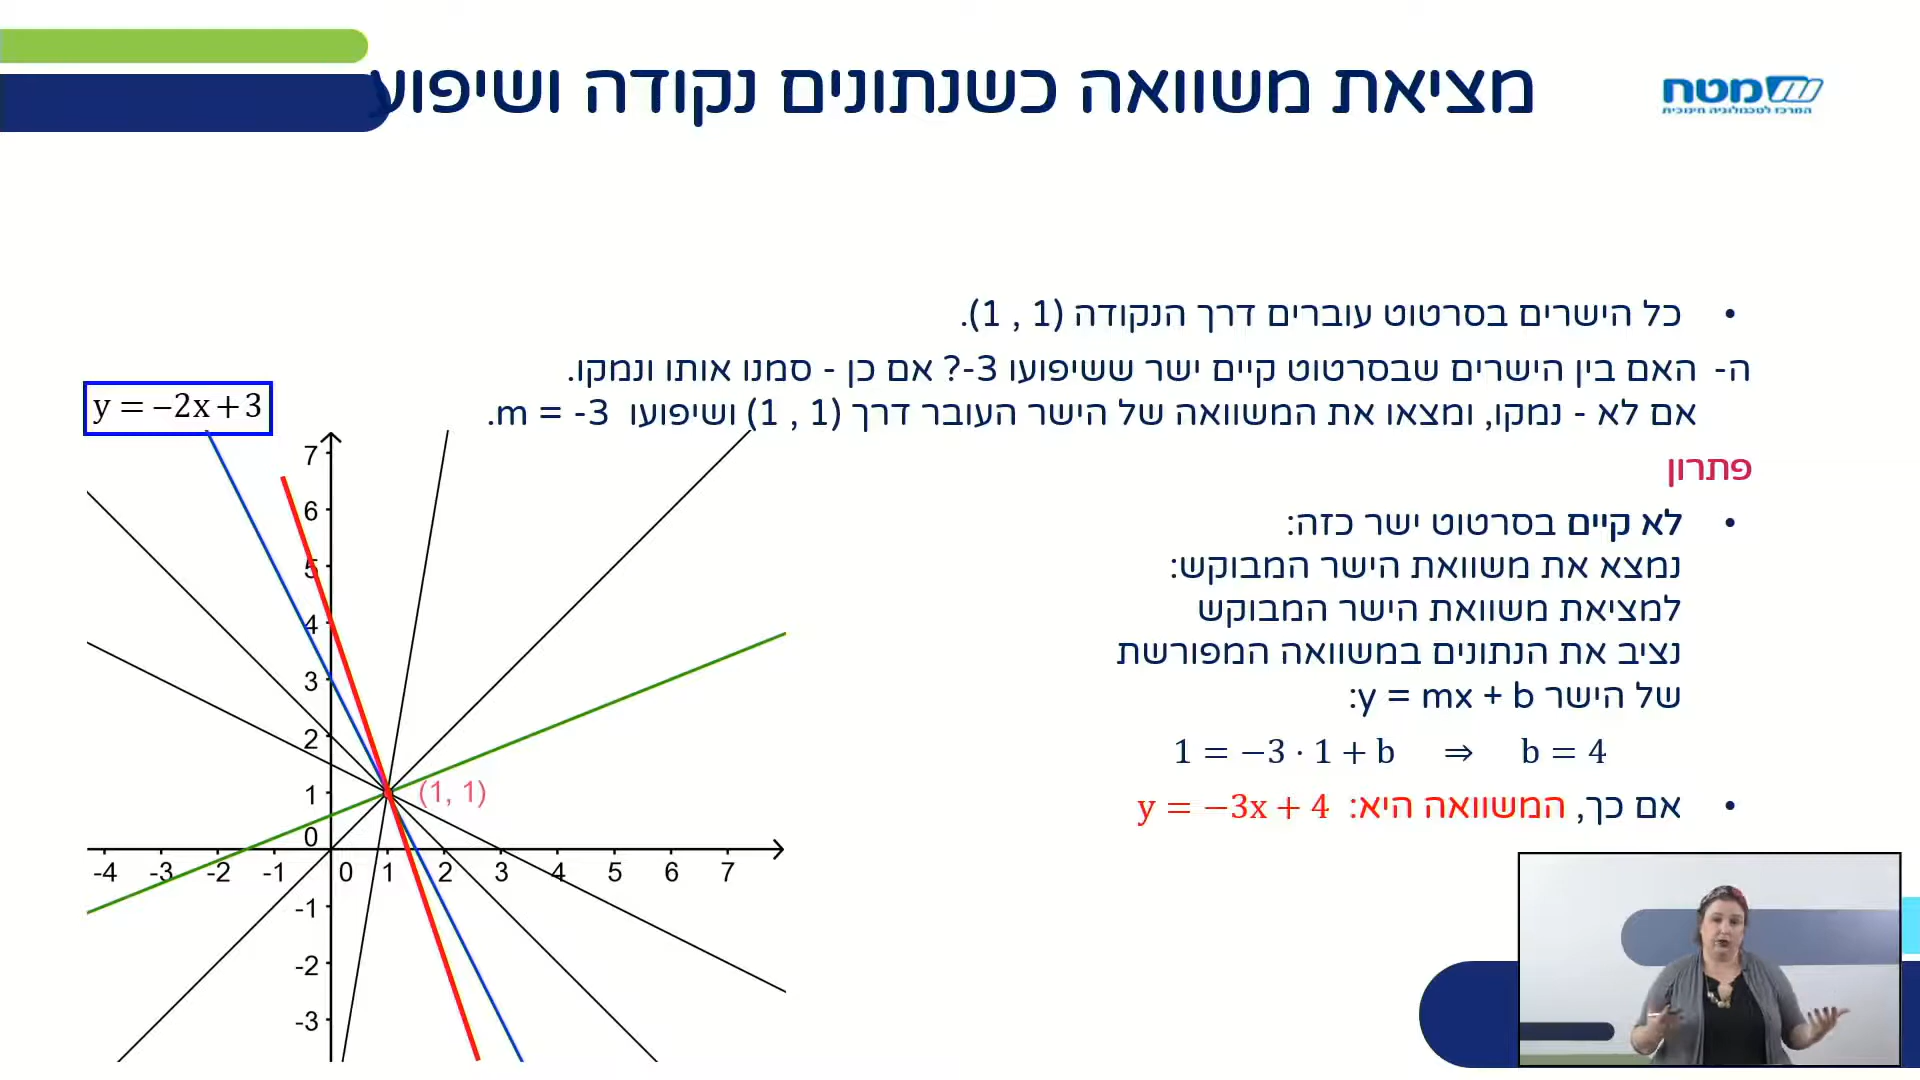 מציאת משוואה כשנתונים נקודה ושיפוע
מטח
המרכז לטכנולוגיה חינוכית
• כל הישרים בסרטוט עוברים דרך הנקודה (1 , 1).
ה- האם בין הישרים שבסרטוט קיים ישר ששיפועו 3-? אם כן - סמנו אותו ונמקו.
אם לא - נמקו, ומצאו את המשוואה של הישר העובר דרך (1 , 1) ושיפועו m = -3.
פתרון
• לא קיים בסרטוט ישר כזה:
נמצא את משוואת הישר המבוקש:
למציאת משוואת הישר המבוקש
נציב את הנתונים במשוואה המפורשת
של הישר y = mx + b:
1 = −3 · 1 + b ⇒ b = 4
• אם כך, המשוואה היא: y = −3x + 4
y = −2x + 3
7
6
5
4
3
2
1
0
-1
-2
-3
(1, 1)
-4 -3 -2 -1 0 1 2 3 4 5 6 7